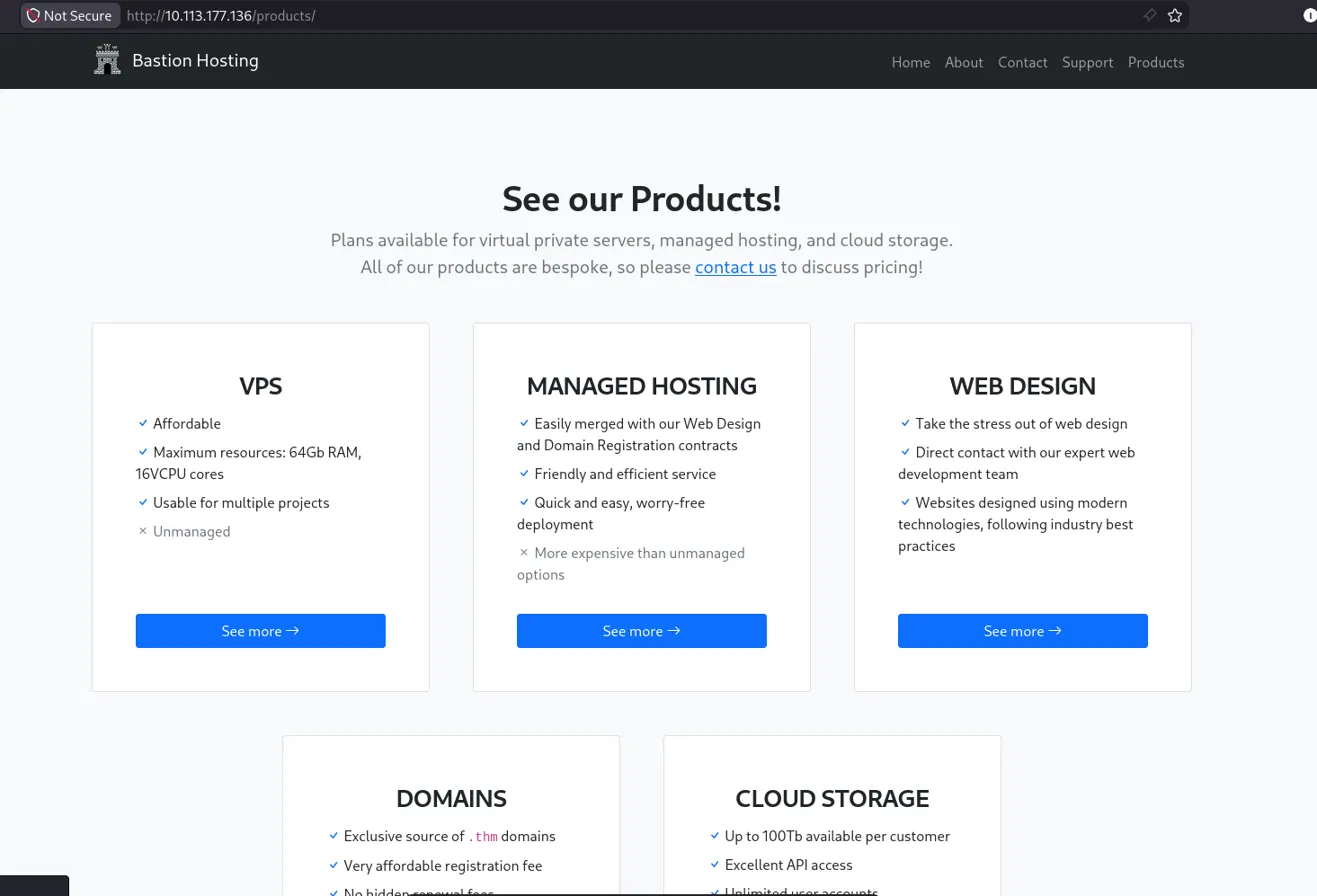 Not Secure http://10.113.177.136/products/
Bastion Hosting
Home About Contact Support Products
See our Products!
Plans available for virtual private servers, managed hosting, and cloud storage.
All of our products are bespoke, so please contact us to discuss pricing!
VPS
Affordable
Maximum resources: 64Gb RAM,
16VCPU cores
Usable for multiple projects
Unmanaged
See more →
MANAGED HOSTING
Easily merged with our Web Design
and Domain Registration contracts
Friendly and efficient service
Quick and easy, worry-free
deployment
More expensive than unmanaged
options
See more →
WEB DESIGN
Take the stress out of web design
Direct contact with our expert web
development team
Websites designed using modern
technologies, following industry best
practices
See more →
DOMAINS
Exclusive source of .thm domains
Very affordable registration fee
No hidden renewal fees
CLOUD STORAGE
Up to 100Tb available per customer
Excellent API access
Unlimited user accounts